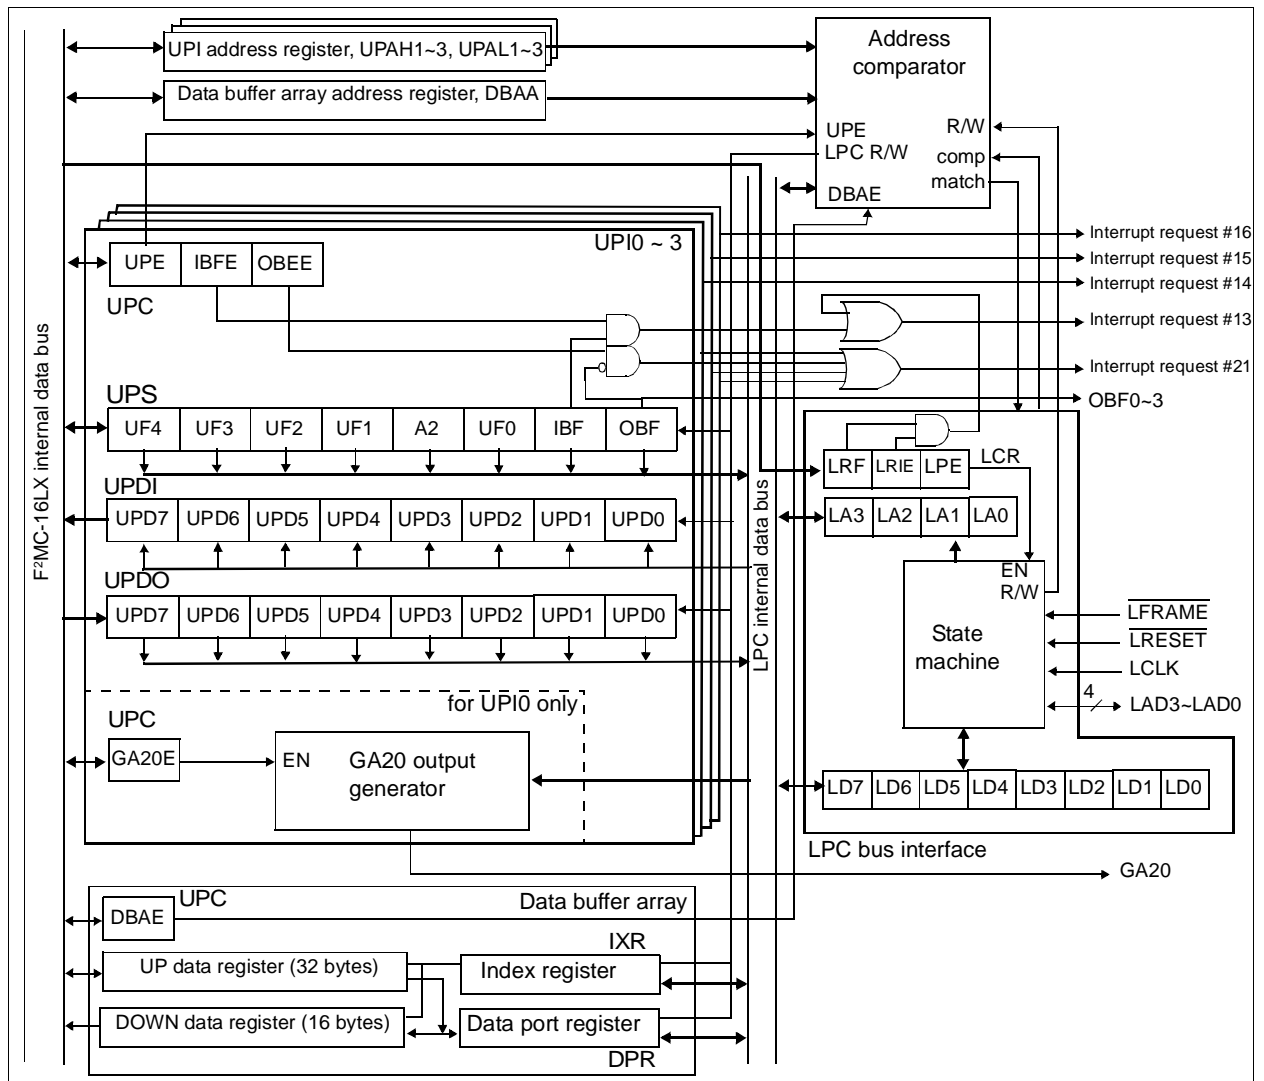 UPI address register, UPAH1~3, UPAL1~3
Data buffer array address register, DBAA
Address
comparator
UPE
LPC R/W
DBAE
R/W
comp
match
UPI0 ~ 3
UPE IBFE OBEE
UPC
Interrupt request #16
Interrupt request #15
Interrupt request #14
Interrupt request #13
Interrupt request #21
OBF0~3
F²MC-16LX internal data bus
UPS
UF4 UF3 UF2 UF1 A2 UF0 IBF OBF
UPDI
UPD7 UPD6 UPD5 UPD4 UPD3 UPD2 UPD1 UPD0
UPDO
UPD7 UPD6 UPD5 UPD4 UPD3 UPD2 UPD1 UPD0
LPC internal data bus
LRF LRIE LPE
LCR
LA3 LA2 LA1 LA0
EN
R/W
State
machine
LFRAME
LRESET
LCLK
4
LAD3~LAD0
LD7 LD6 LD5 LD4 LD3 LD2 LD1 LD0
LPC bus interface
for UPI0 only
UPC
GA20E
EN
GA20 output
generator
GA20
UPC
DBAE
Data buffer array
IXR
UP data register (32 bytes)
Index register
DOWN data register (16 bytes)
Data port register
DPR